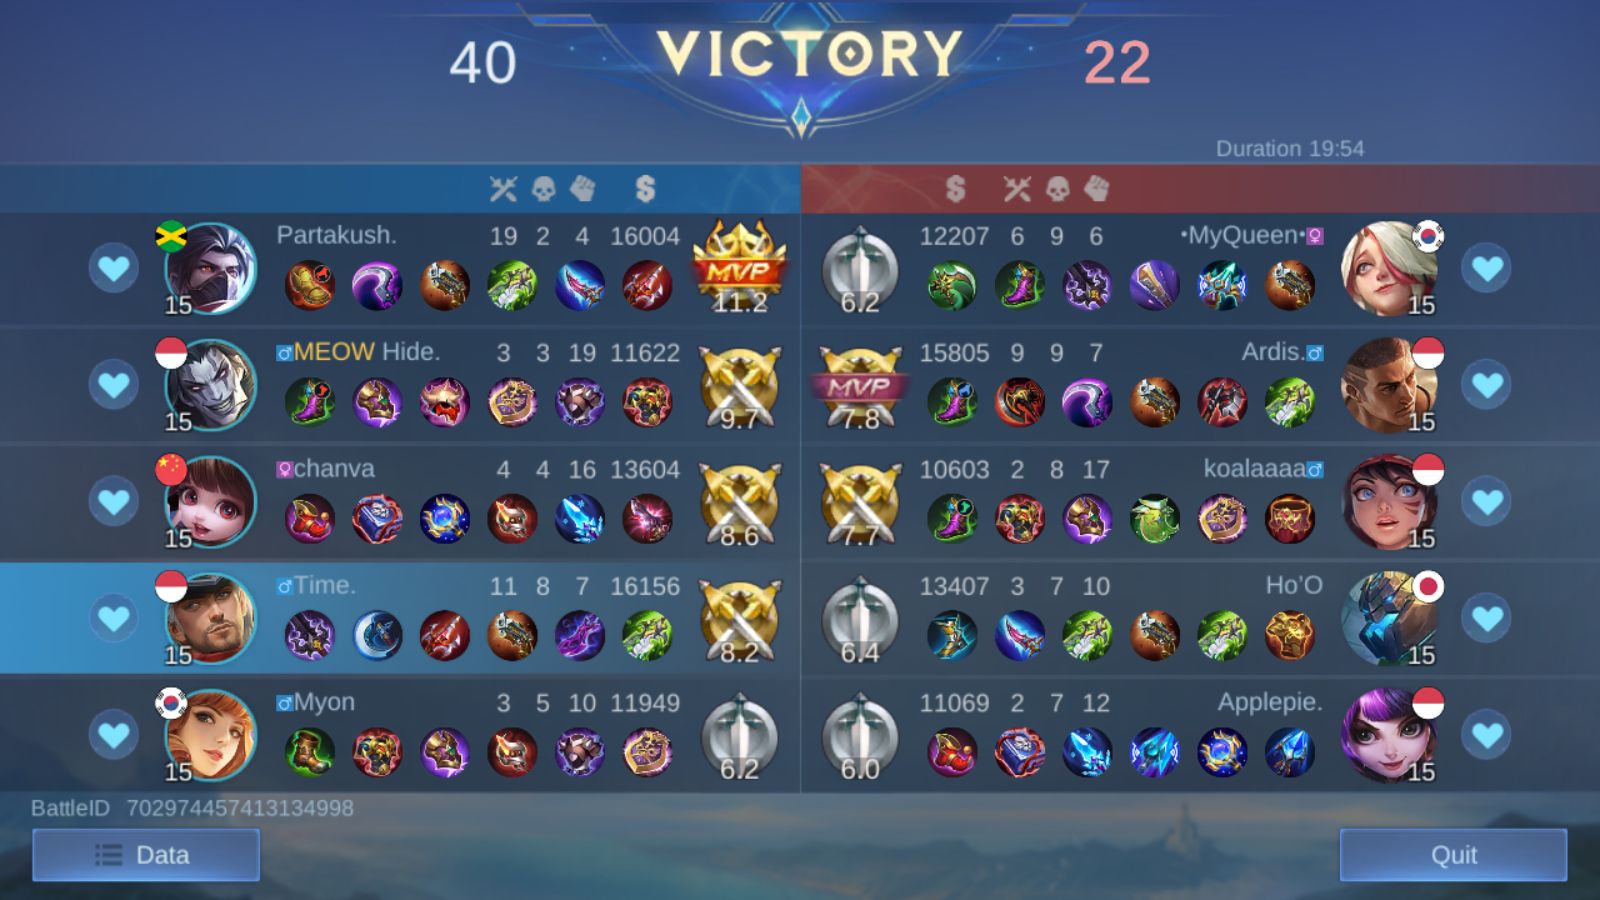 40 VICTORY 22
Duration 19:54
Partakush. 19 2 4 16004
15 MVP 11.2
12207 6 9 6 •MyQueen•♀
6.2 15
♂MEOW Hide. 3 3 19 11622
15 9.7
15805 9 9 7 Ardis.♂
MVP 7.8 15
♀chanva 4 4 16 13604
15 8.6
10603 2 8 17 koalaaaa♂
7.7 15
♂Time. 11 8 7 16156
15 8.2
13407 3 7 10 Ho'O
6.4 15
♂Myon 3 5 10 11949
15 6.2
11069 2 7 12 Applepie.
6.0 15
BattleID 702974457413134998
Data
Quit